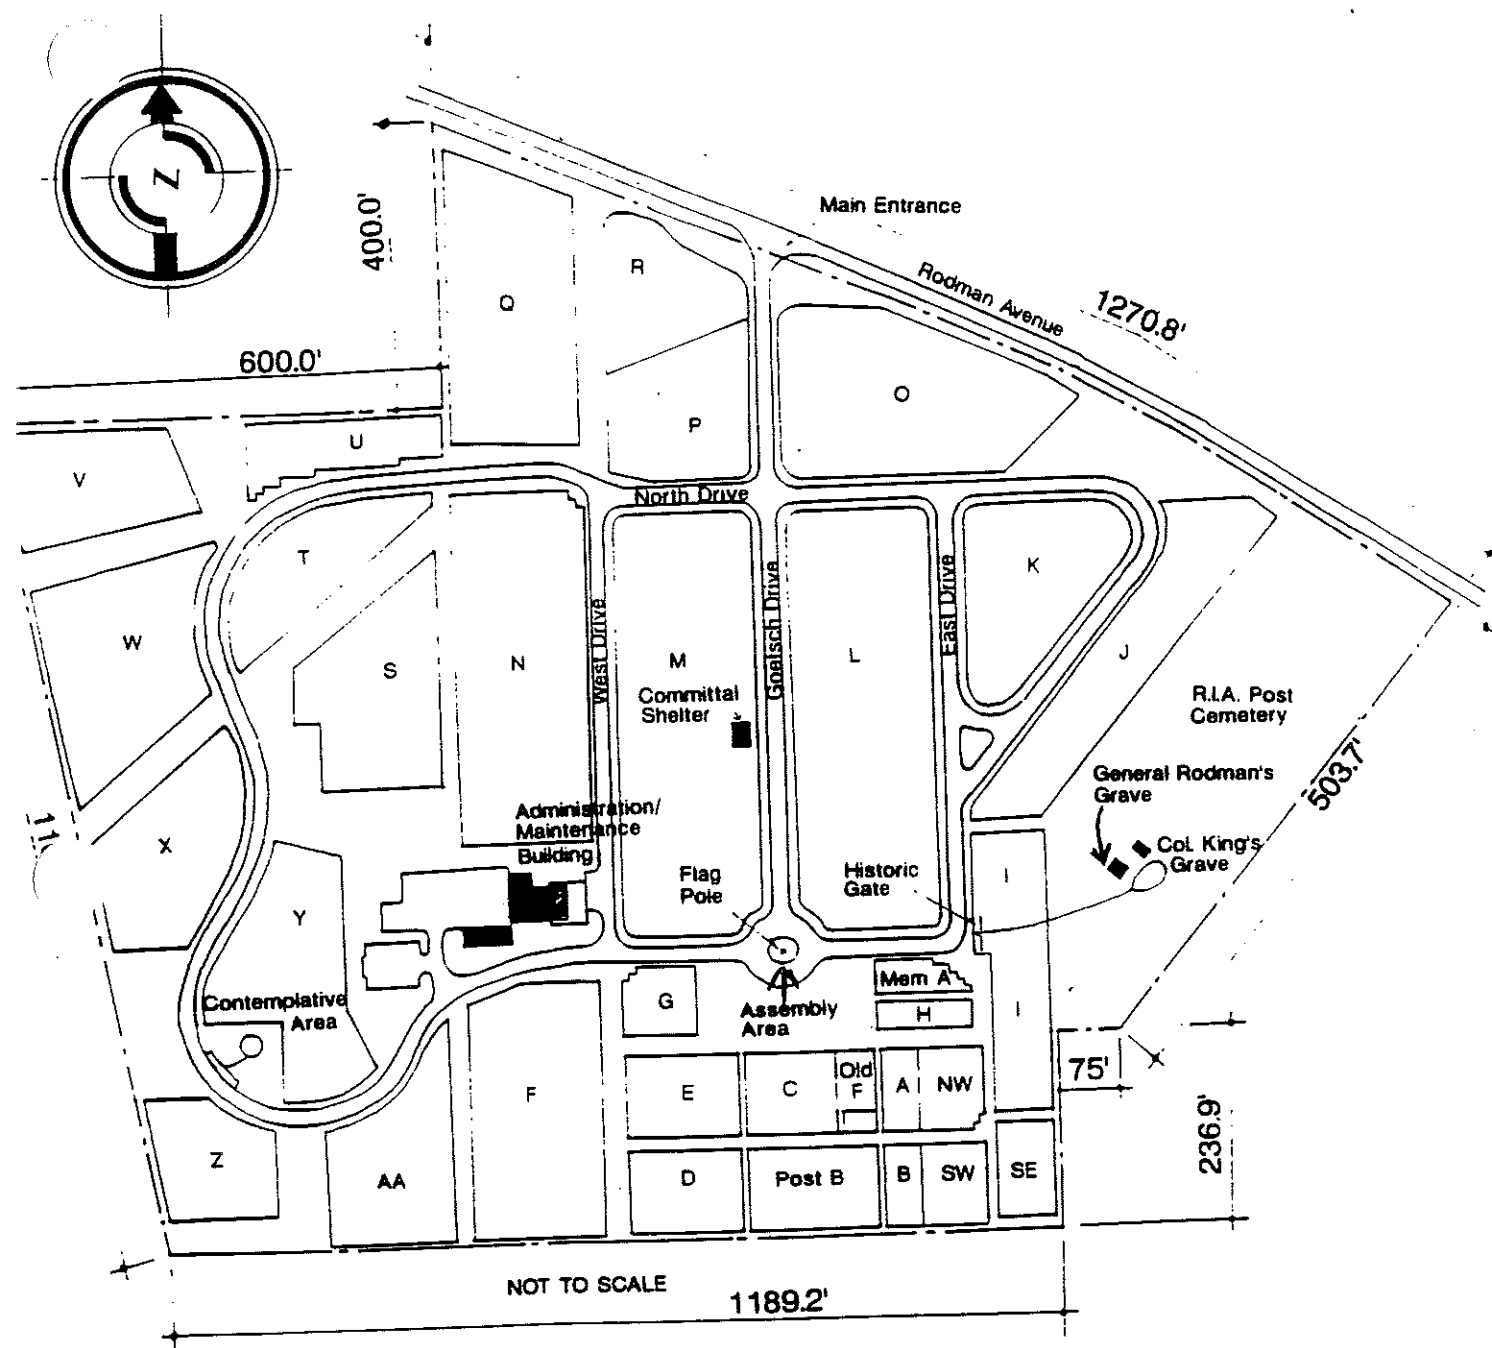 Z
Main Entrance
400.0'
Rodman Avenue
1270.8'
R
Q
600.0'
O
P
U
V
North Drive
T
K
W
S
N
West Drive
M
Goetsch Drive
L
East Drive
J
Committal
Shelter
R.I.A. Post
Cemetery
503.7'
General Rodman's
Grave
Administration/
Maintenance
Building
X
Col. King's
Grave
Flag
Pole
Historic
Gate
I
Y
Contemplative
Area
G
Assembly
Area
Mem A
H
I
75'
F
E
C
Old
F
A
NW
236.9'
Z
AA
D
Post B
B
SW
SE
NOT TO SCALE
1189.2'